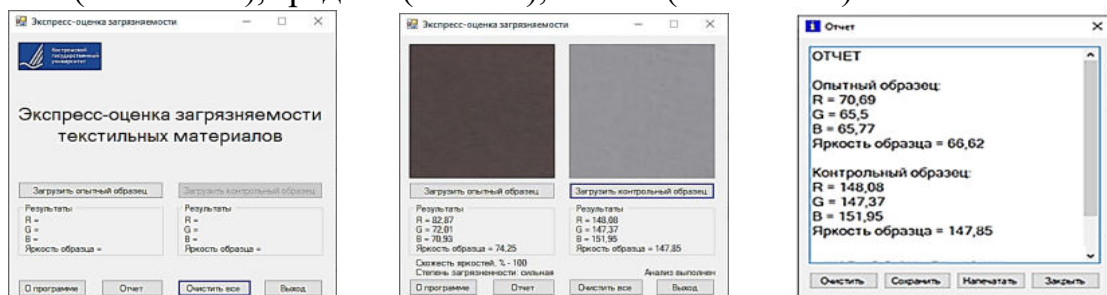 Экспресс-оценка загрязняемости
Костромской
государственный
университет
Экспресс-оценка загрязняемости
текстильных материалов
Загрузить опытный образец
Загрузить контрольный образец
Результаты
R =
G =
B =
Яркость образца =
Результаты
R =
G =
B =
Яркость образца =
О программе
Отчет
Очистить все
Выход
Экспресс-оценка загрязняемости
Загрузить опытный образец
Загрузить контрольный образец
Результаты
R = 82,87
G = 72,01
B = 70,93
Яркость образца = 74,25
Результаты
R = 148,08
G = 147,37
B = 151,95
Яркость образца = 147,85
Схожесть яркостей, % - 100
Степень загрязненности: сильная
Анализ выполнен
О программе
Отчет
Очистить все
Выход
Отчет
ОТЧЕТ
Опытный образец:
R = 70,69
G = 65,5
B = 65,77
Яркость образца = 66,62
Контрольный образец:
R = 148,08
G = 147,37
B = 151,95
Яркость образца = 147,85
Очистить
Сохранить
Напечатать
Закрыть